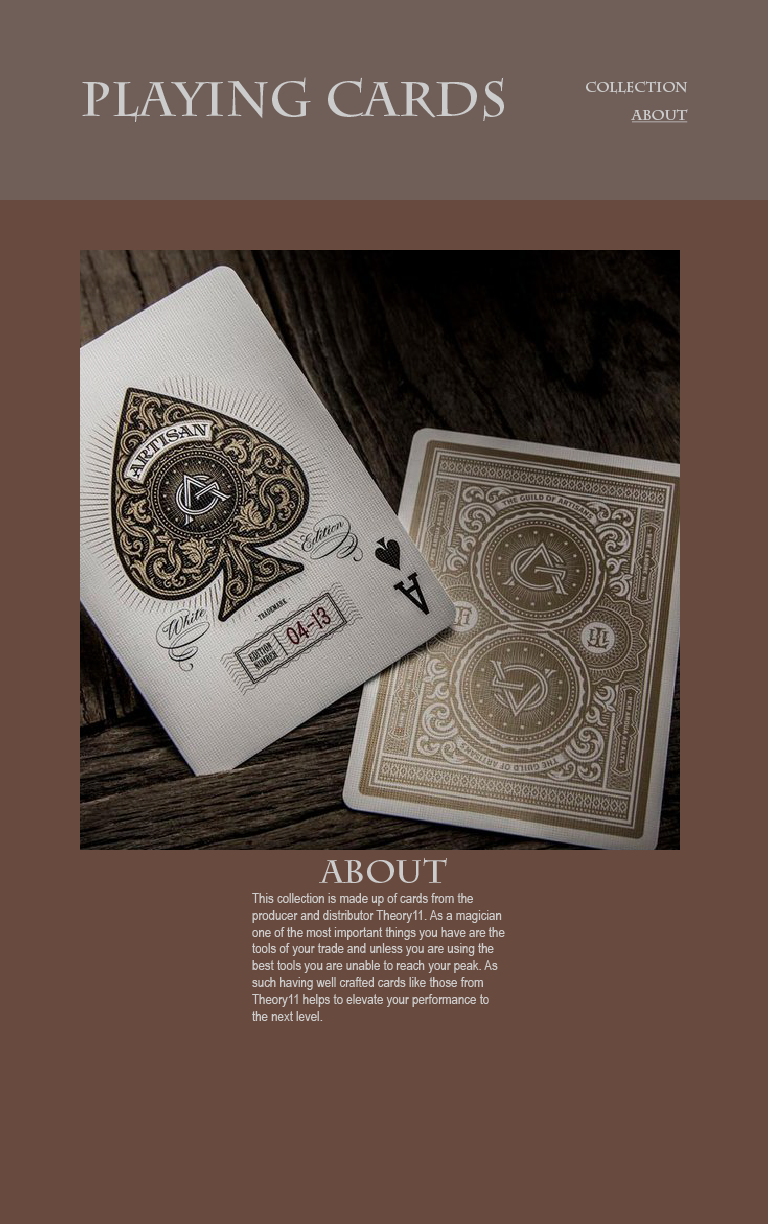 PLAYING CARDS
COLLECTION
ABOUT
ARTISAN
White
Edition
TRADEMARK
EDITION
NUMBER
04-13
A
THE GUILD OF ARTISANS
THE GUILD OF ARTISANS
ABOUT
This collection is made up of cards from the
producer and distributor Theory11. As a magician
one of the most important things you have are the
tools of your trade and unless you are using the
best tools you are unable to reach your peak. As
such having well crafted cards like those from
Theory11 helps to elevate your performance to
the next level.